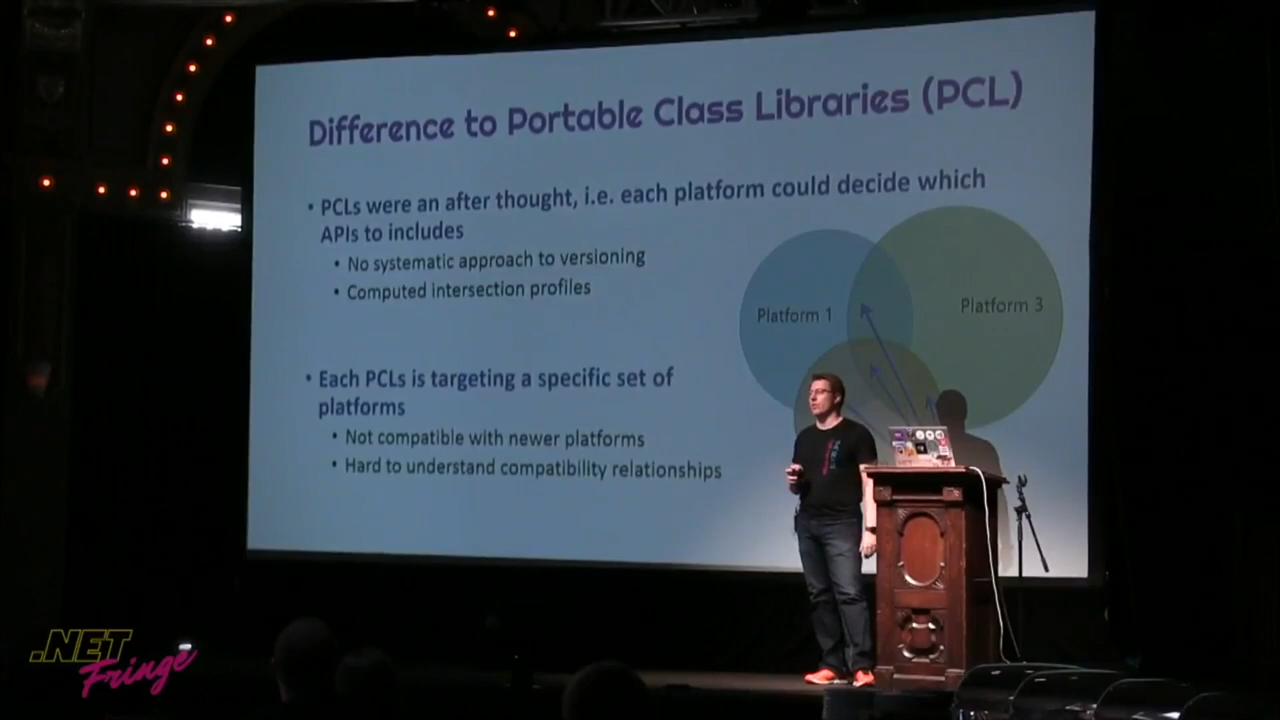 Difference to Portable Class Libraries (PCL)
• PCLs were an after thought, i.e. each platform could decide which
APIs to includes
• No systematic approach to versioning
• Computed intersection profiles
Platform 1
Platform 3
• Each PCLs is targeting a specific set of
platforms
• Not compatible with newer platforms
• Hard to understand compatibility relationships
.NET
Fringe